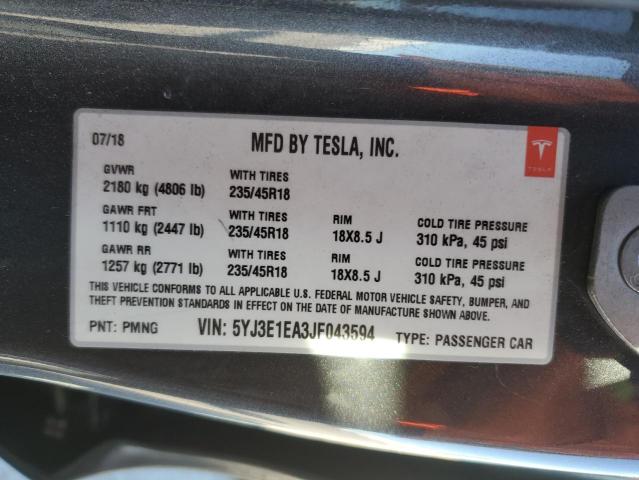 07/18 MFD BY TESLA, INC.
TESLA
GVWR WITH TIRES
2180 kg (4806 lb) 235/45R18
GAWR FRT WITH TIRES RIM COLD TIRE PRESSURE
1110 kg (2447 lb) 235/45R18 18X8.5 J 310 kPa, 45 psi
GAWR RR WITH TIRES RIM COLD TIRE PRESSURE
1257 kg (2771 lb) 235/45R18 18X8.5 J 310 kPa, 45 psi
THIS VEHICLE CONFORMS TO ALL APPLICABLE U.S. FEDERAL MOTOR VEHICLE SAFETY, BUMPER, AND
THEFT PREVENTION STANDARDS IN EFFECT ON THE DATE OF MANUFACTURE SHOWN ABOVE.
PNT: PMNG VIN: 5YJ3E1EA3JF043594 TYPE: PASSENGER CAR